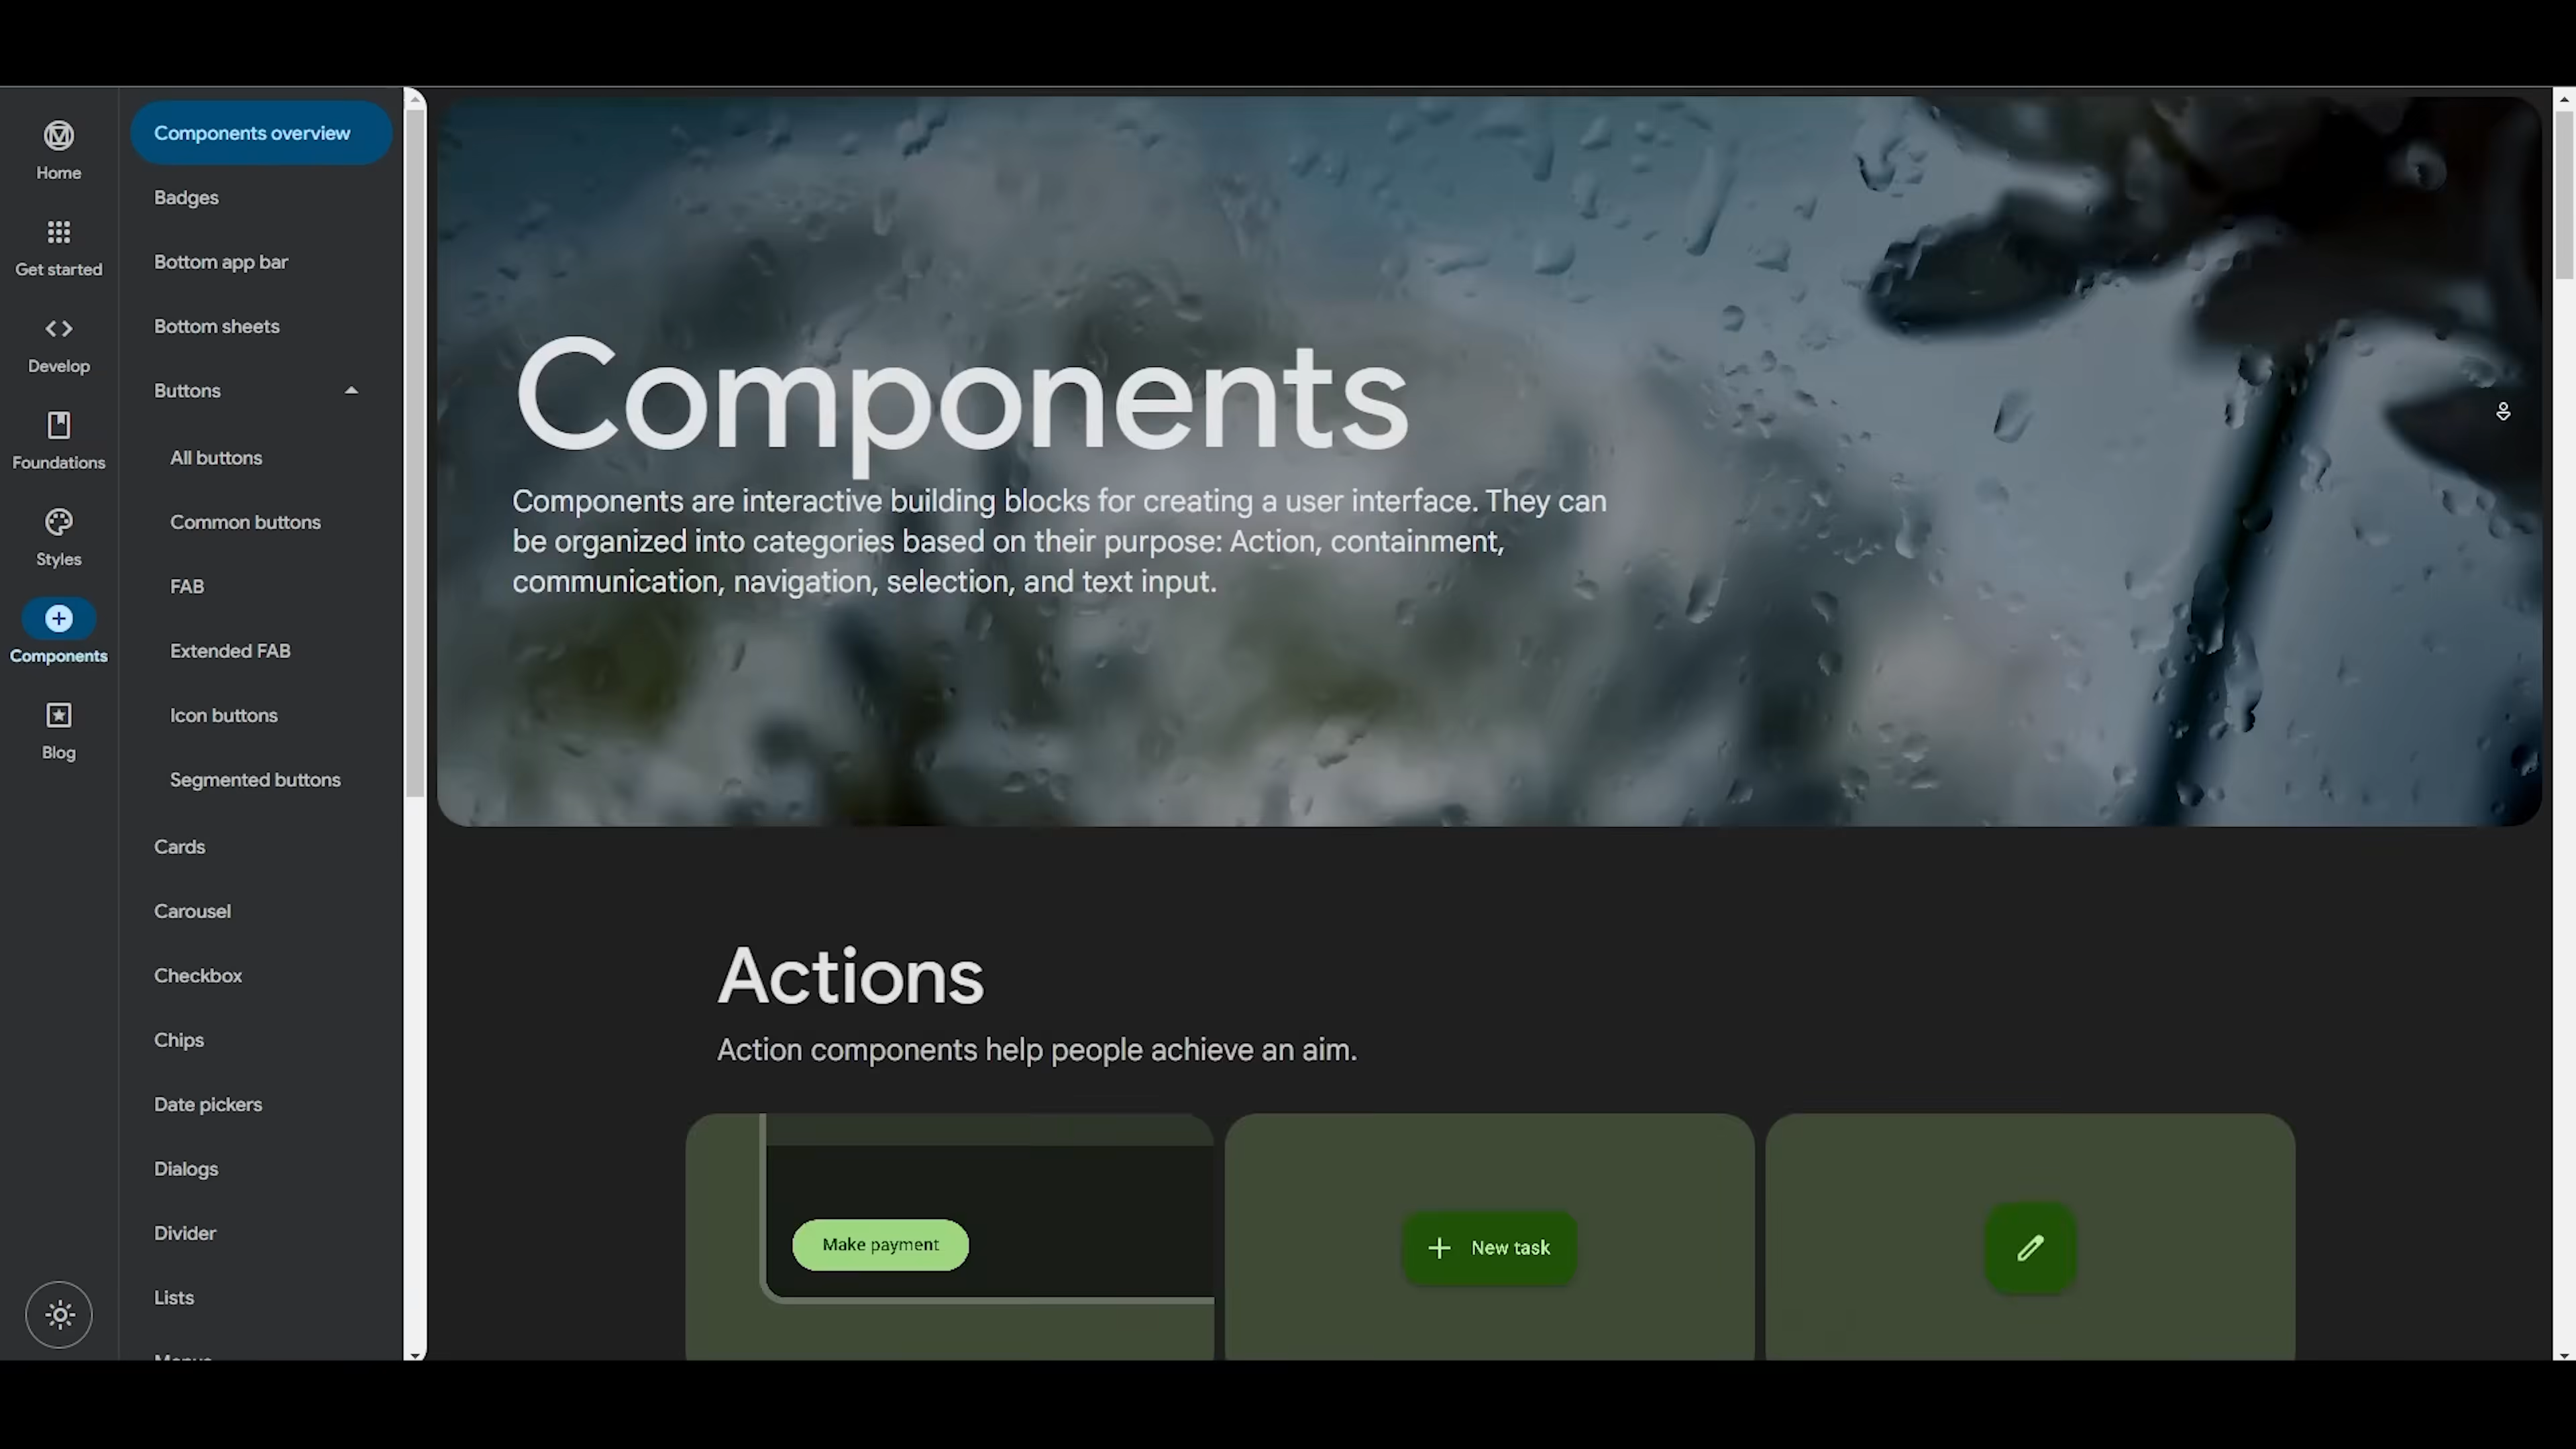 Home
Get started
Develop
Foundations
Styles
Components
Blog
Components overview
Badges
Bottom app bar
Bottom sheets
Buttons
All buttons
Common buttons
FAB
Extended FAB
Icon buttons
Segmented buttons
Cards
Carousel
Checkbox
Chips
Date pickers
Dialogs
Divider
Lists
Components
Components are interactive building blocks for creating a user interface. They can
be organized into categories based on their purpose: Action, containment,
communication, navigation, selection, and text input.
Actions
Action components help people achieve an aim.
Make payment
New task